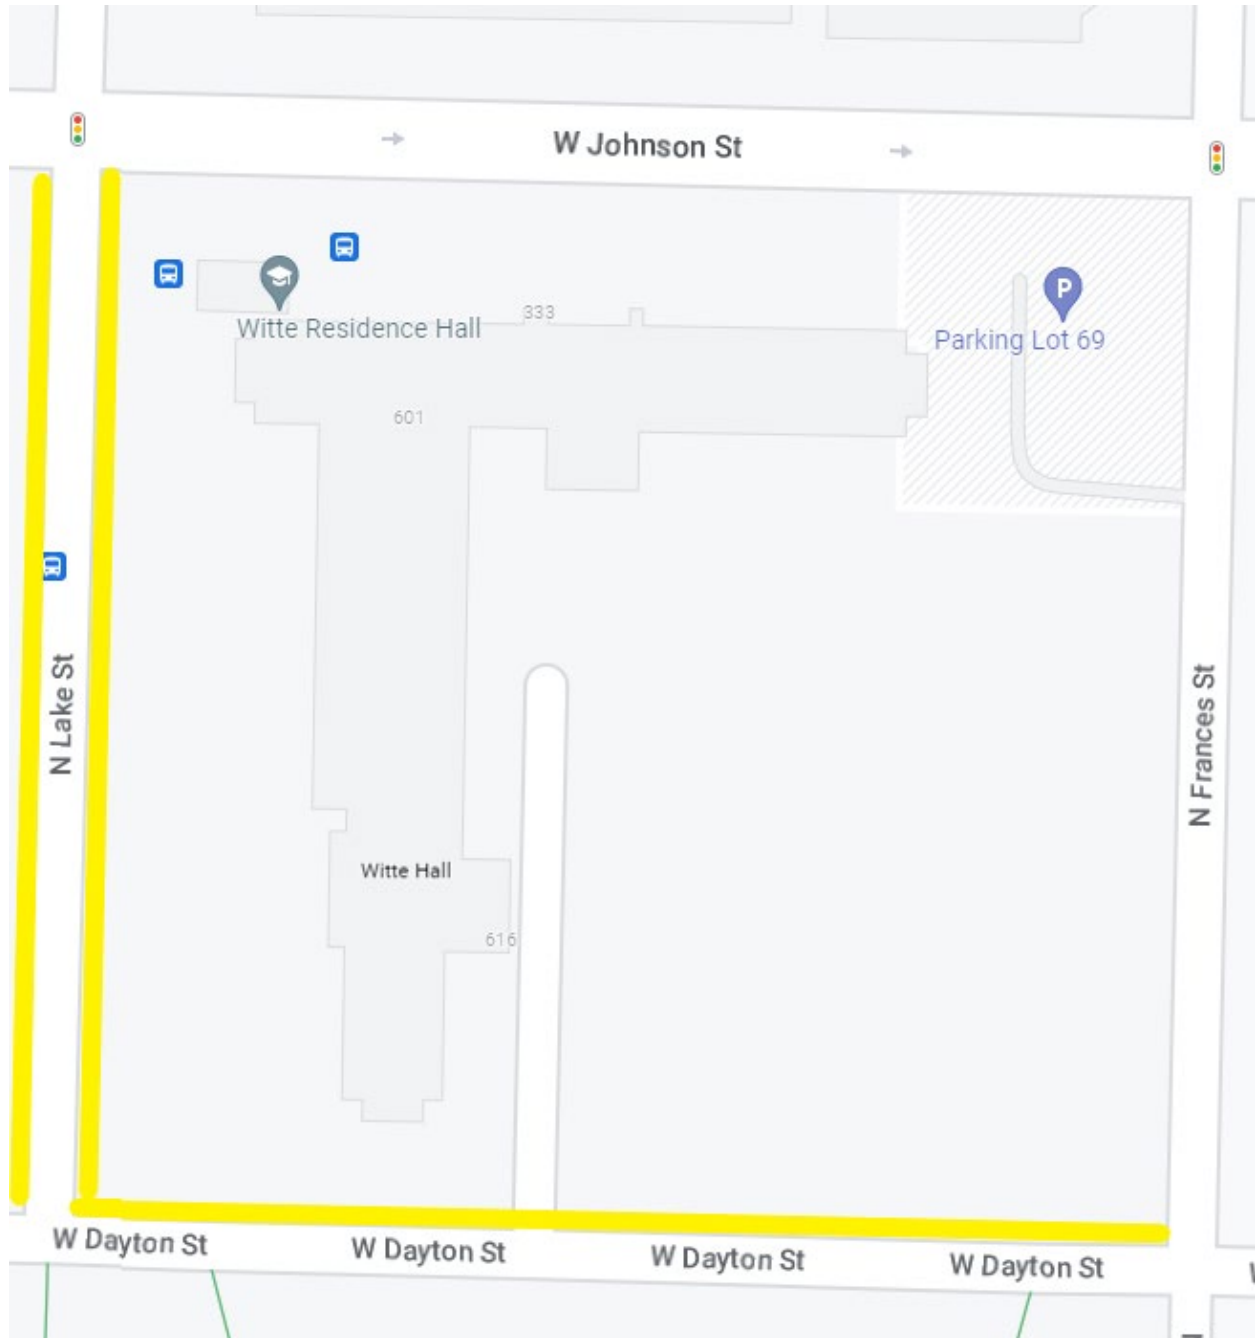 W Johnson St
333
Witte Residence Hall
P
Parking Lot 69
601
N Lake St
N Frances St
Witte Hall
616
W Dayton St
W Dayton St
W Dayton St
W Dayton St